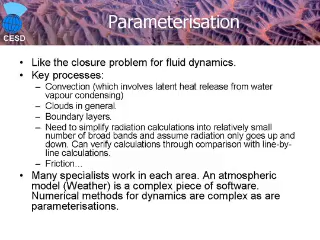 Parameterisation
CESD
• Like the closure problem for fluid dynamics.
• Key processes:
– Convection (which involves latent heat release from water
vapour condensing)
– Clouds in general.
– Boundary layers.
– Need to simplify radiation calculations into relatively small
number of broad bands and assume radiation only goes up and
down. Can verify calculations through comparison with line-by-
line calculations.
– Friction...
• Many specialists work in each area. An atmospheric
model (Weather) is a complex piece of software.
Numerical methods for dynamics are complex as are
parameterisations.